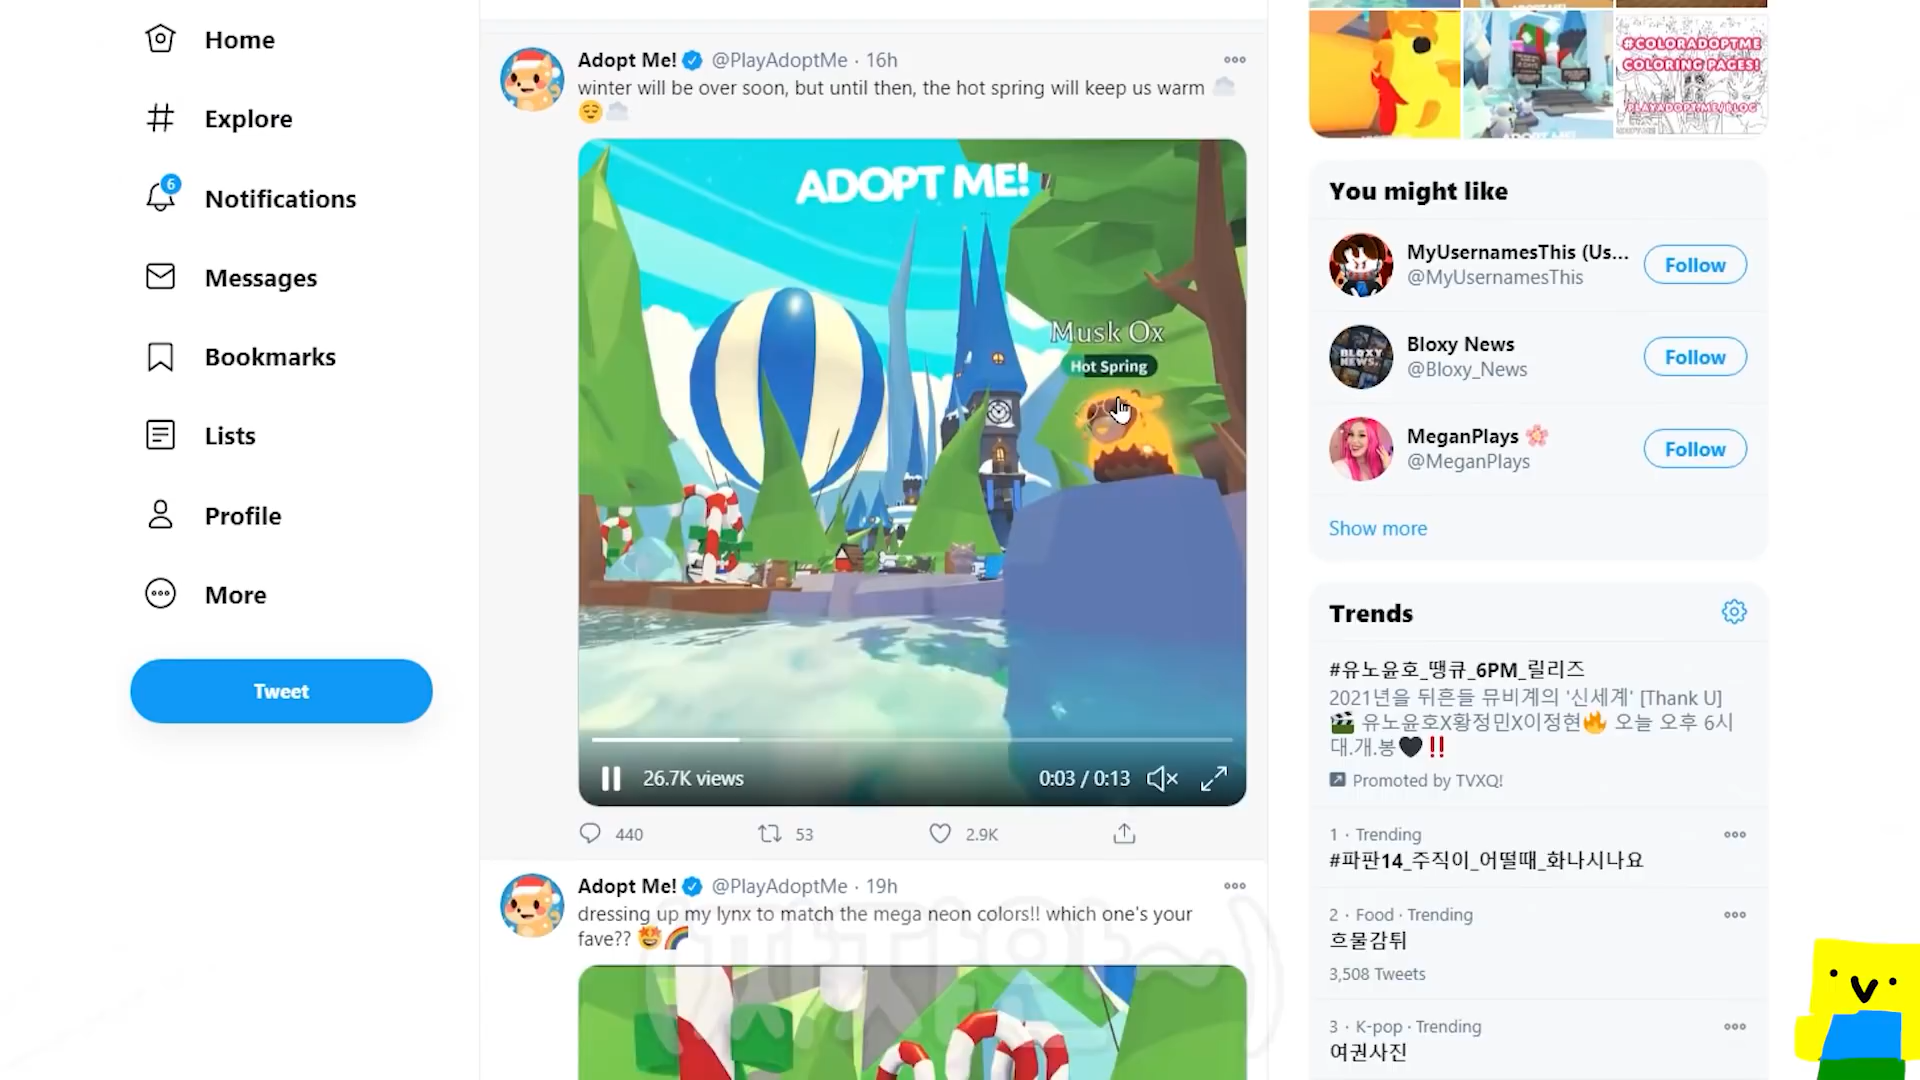 Home
Explore
6
Notifications
Messages
Bookmarks
Lists
Profile
More
Tweet
Adopt Me! @PlayAdoptMe · 16h
winter will be over soon, but until then, the hot spring will keep us warm
ADOPT ME!
Musk Ox
Hot Spring
26.7K views
0:03 / 0:13
440
53
2.9K
Adopt Me! @PlayAdoptMe · 19h
dressing up my lynx to match the mega neon colors!! which one's your
fave??
#COLORADOPTME
COLORING PAGES!
PLAYADOPT.ME/BLOG
You might like
MyUsernamesThis (Us...
@MyUsernamesThis
Follow
BLOXY
NEWS.
Bloxy News
@Bloxy_News
Follow
MeganPlays
@MeganPlays
Follow
Show more
Trends
#유노윤호_땡큐_6PM_릴리즈
2021년을 뒤흔들 뮤비계의 '신세계' [Thank U]
유노윤호X황정민X이정현 오늘 오후 6시
대.개.봉
Promoted by TVXQ!
1 · Trending
#파판14_주직이_어떨때_화나시나요
2 · Food · Trending
흐물감튀
3,508 Tweets
3 · K-pop · Trending
여권사진